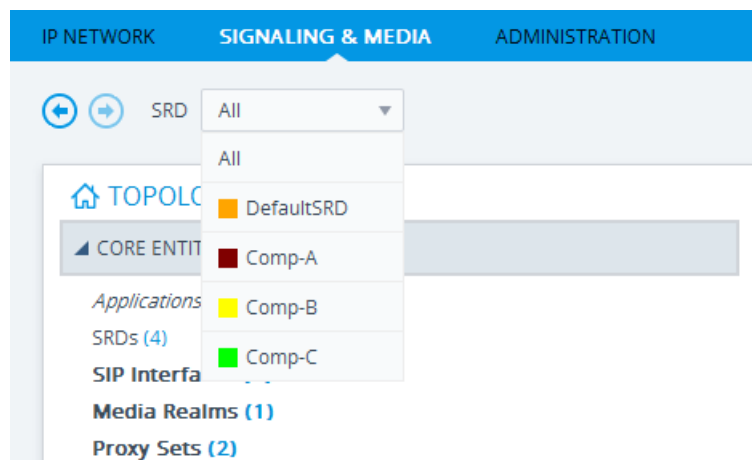 IP NETWORK SIGNALING & MEDIA ADMINISTRATION
SRD All
All
TOPOLO
DefaultSRD
CORE ENTIT
Comp-A
Applications
Comp-B
SRDs (4)
Comp-C
SIP Interfa
Media Realms (1)
Proxy Sets (2)